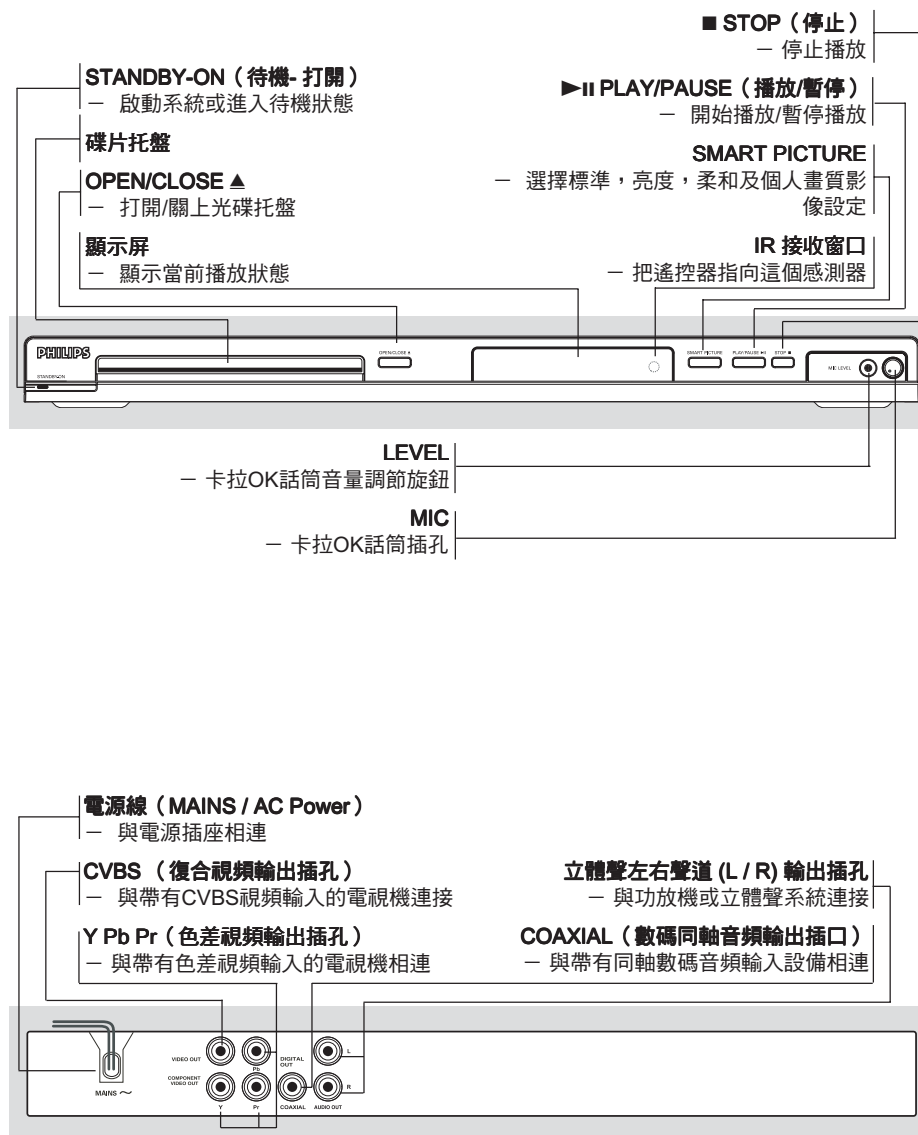 ■ STOP（停止）
－ 停止播放
STANDBY-ON（待機- 打開）
－ 啟動系統或進入待機狀態
►II PLAY/PAUSE（播放/暫停）
－ 開始播放/暫停播放
碟片托盤
SMART PICTURE
－ 選擇標準，亮度，柔和及個人畫質影
像設定
OPEN/CLOSE ▲
－ 打開/關上光碟托盤
顯示屏
－ 顯示當前播放狀態
IR 接收窗口
－ 把遙控器指向這個感測器
PHILIPS
STANDBY-ON
OPEN/CLOSE ▲
SMART PICTURE
PLAY/PAUSE ►II
STOP ■
MIC LEVEL
LEVEL
－ 卡拉OK話筒音量調節旋鈕
MIC
－ 卡拉OK話筒插孔
電源線（MAINS / AC Power）
－ 與電源插座相連
CVBS （復合視頻輸出插孔）
－ 與帶有CVBS視頻輸入的電視機連接
Y Pb Pr（色差視頻輸出插孔）
－ 與帶有色差視頻輸入的電視機相連
立體聲左右聲道 (L / R) 輸出插孔
－ 與功放機或立體聲系統連接
COAXIAL（數碼同軸音頻輸出插口）
－ 與帶有同軸數碼音頻輸入設備相連
MAINS ～
VIDEO OUT
COMPONENT
VIDEO OUT
Pb
DIGITAL
OUT
L
R
Y
Pr
COAXIAL
AUDIO OUT